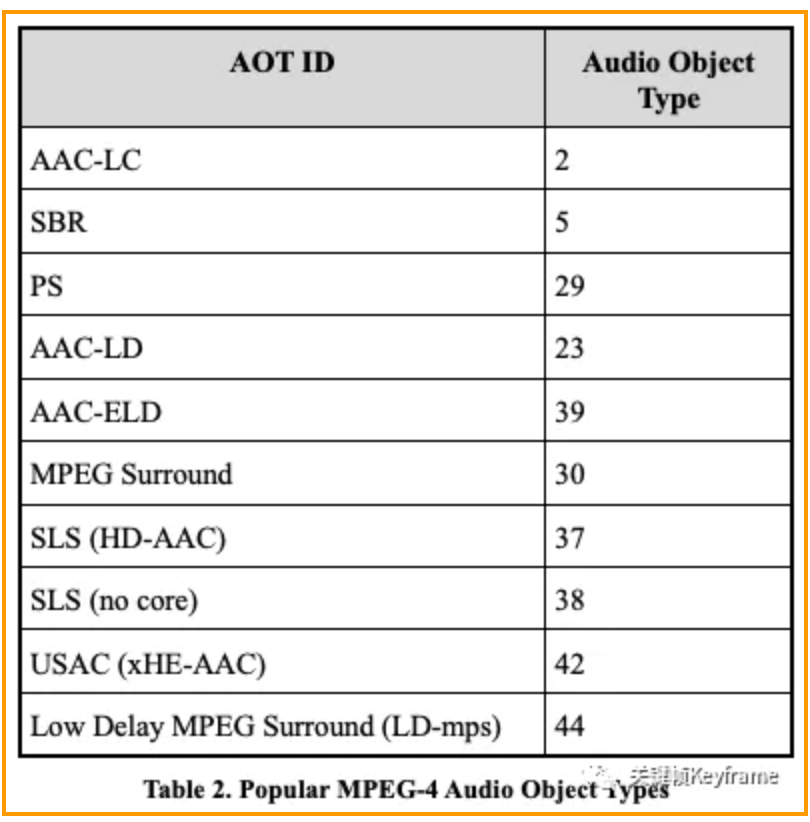 AOT ID Audio Object
Type
AAC-LC 2
SBR 5
PS 29
AAC-LD 23
AAC-ELD 39
MPEG Surround 30
SLS (HD-AAC) 37
SLS (no core) 38
USAC (xHE-AAC) 42
Low Delay MPEG Surround (LD-mps) 44
Table 2. Popular MPEG-4 Audio Object Types
关键帧Keyframe